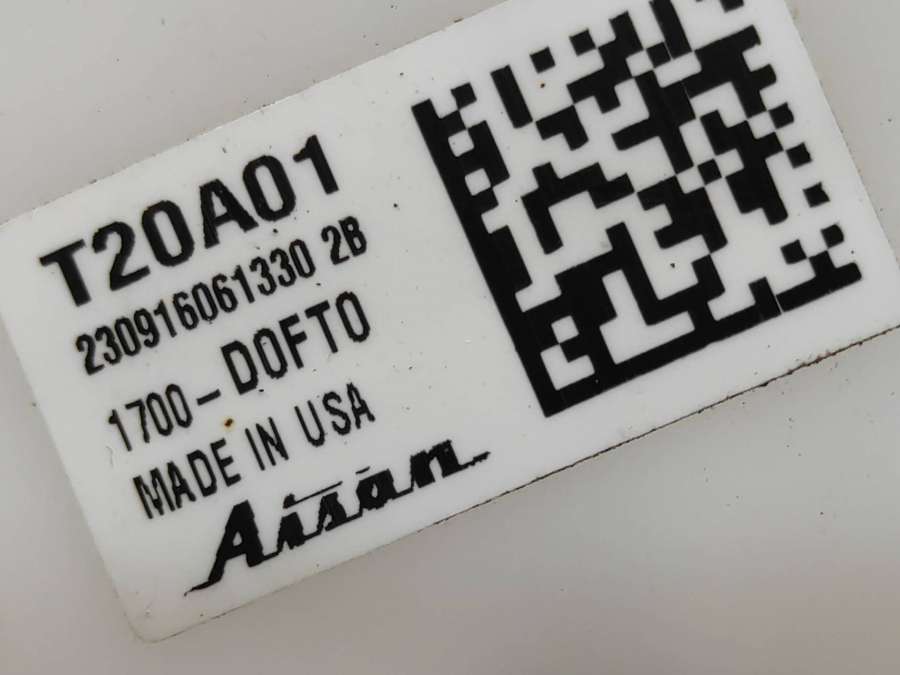 T20A01
230916061330 2B
1700-DOFTO
MADE IN USA
Aisan